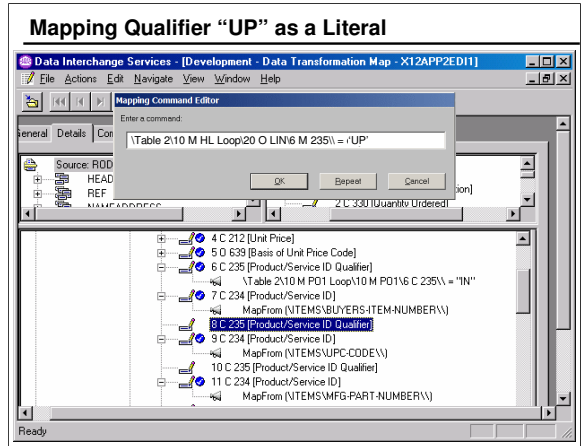 Mapping Qualifier “UP” as a Literal
Data Interchange Services - [Development - Data Transformation Map - X12APP2EDI1]
File Actions Edit Navigate View Window Help
Mapping Command Editor
Enter a command:
\Table 2\10 M HL Loop\20 O LIN\6 M 235\\ = ‘UP’
OK Repeat Cancel
General Details Con
Source: ROD
HEAD
REF
NAMEADDRESS
ion]
2 C 330 [Quantity Ordered]
4 C 212 [Unit Price]
5 O 639 [Basis of Unit Price Code]
6 C 235 [Product/Service ID Qualifier]
\Table 2\10 M PO1 Loop\10 M PO1\6 C 235\\ = "IN"
7 C 234 [Product/Service ID]
MapFrom (\ITEMS\BUYERS-ITEM-NUMBER\\)
8 C 235 [Product/Service ID Qualifier]
9 C 234 [Product/Service ID]
MapFrom (\ITEMS\UPC-CODE\\)
10 C 235 [Product/Service ID Qualifier]
11 C 234 [Product/Service ID]
MapFrom (\ITEMS\MFG-PART-NUMBER\\)
Ready